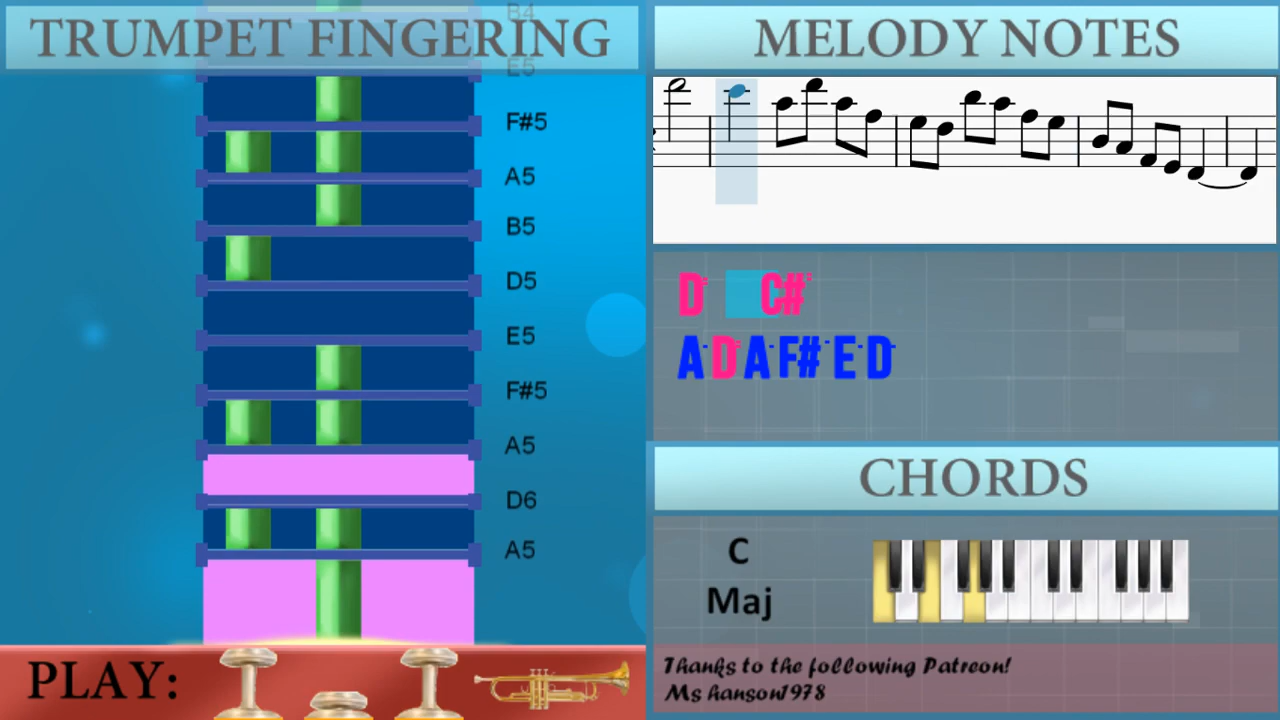 TRUMPET FINGERING
B4
E5
F#5
A5
B5
D5
E5
F#5
A5
D6
A5
PLAY:
MELODY NOTES
D C#
A D A F# E D
CHORDS
C
Maj
Thanks to the following Patreon!
Ms hanson1978